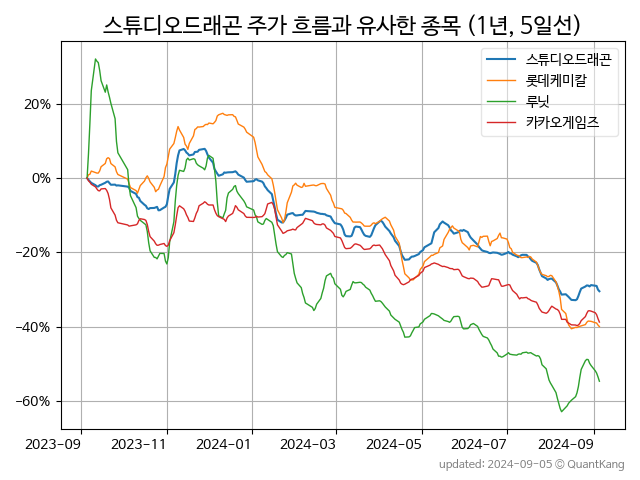 스튜디오드래곤 주가 흐름과 유사한 종목 (1년, 5일선)
스튜디오드래곤
롯데케미칼
루닛
카카오게임즈
20%
0%
−20%
−40%
−60%
2023-09 2023-11 2024-01 2024-03 2024-05 2024-07 2024-09
updated: 2024-09-05 © QuantKang